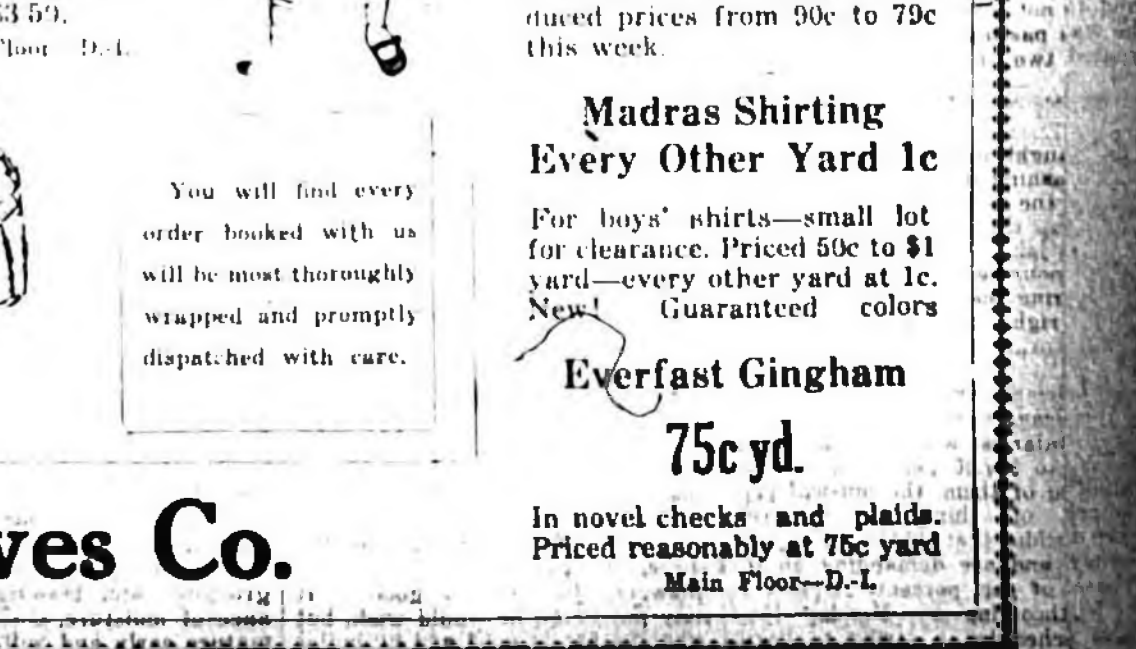 3 59.
Floor D.-I.
You will find every
order booked with us
will be most thoroughly
wrapped and promptly
dispatched with care.
ves Co.
duced prices from 90c to 79c
this week.
Madras Shirting
Every Other Yard 1c
For boys' shirts—small lot
for clearance. Priced 50c to $1
yard—every other yard at 1c.
New! Guaranteed colors
Everfast Gingham
75c yd.
In novel checks and plaids.
Priced reasonably at 75c yard
Main Floor—D.-I.